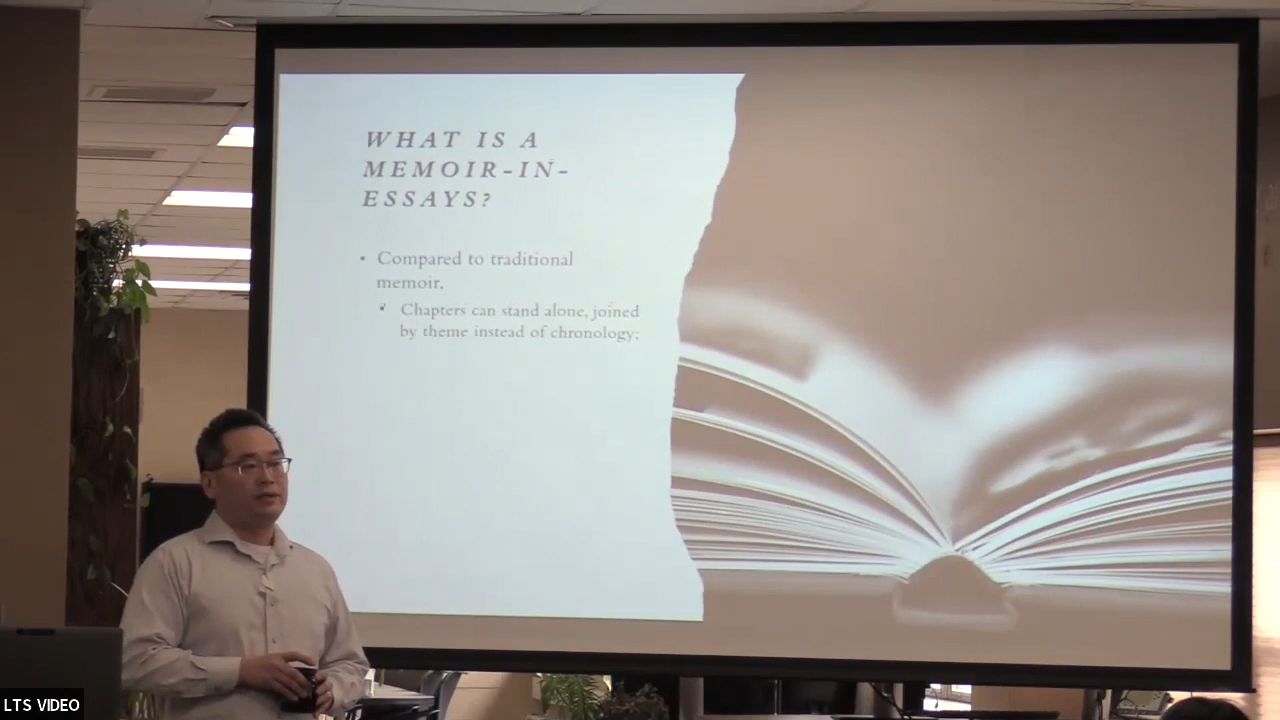 WHAT IS A
MEMOIR-IN-
ESSAYS?
• Compared to traditional
memoir,
Chapters can stand alone, joined
by theme instead of chronology;
LTS VIDEO